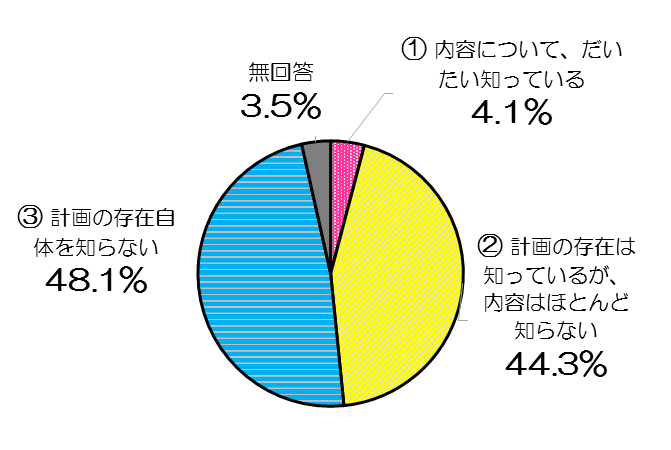 ① 内容について、だい
たい知っている
4.1%
② 計画の存在は
知っているが、
内容はほとんど
知らない
44.3%
③ 計画の存在自
体を知らない
48.1%
無回答
3.5%